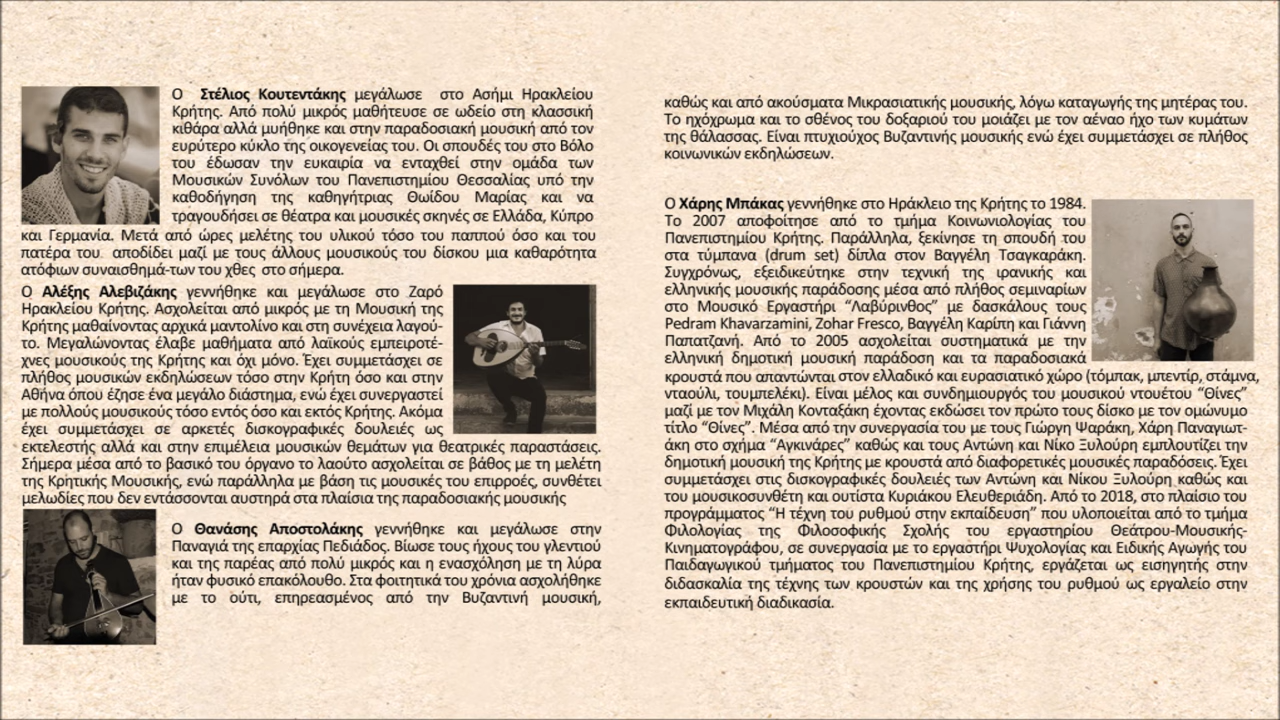 Ο Στέλιος Κουτεντάκης μεγάλωσε στο Ασήμι Ηρακλείου
Κρήτης. Από πολύ μικρός μαθήτευσε σε ωδείο στη κλασσική
κιθάρα αλλά μυήθηκε και στην παραδοσιακή μουσική από τον
ευρύτερο κύκλο της οικογενείας του. Οι σπουδές του στο Βόλο
του έδωσαν την ευκαιρία να ενταχθεί στην ομάδα των
Μουσικών Συνόλων του Πανεπιστημίου Θεσσαλίας υπό την
καθοδήγηση της καθηγήτριας Θωίδου Μαρίας και να
τραγουδήσει σε θέατρα και μουσικές σκηνές σε Ελλάδα, Κύπρο
και Γερμανία. Μετά από ώρες μελέτης του υλικού τόσο του παππού όσο και του
πατέρα του αποδίδει μαζί με τους άλλους μουσικούς του δίσκου μια καθαρότητα
ατόφιων συναισθημά-των του χθες στο σήμερα.
Ο Αλέξης Αλεβιζάκης γεννήθηκε και μεγάλωσε στο Ζαρό
Ηρακλείου Κρήτης. Ασχολείται από μικρός με τη Μουσική της
Κρήτης μαθαίνοντας αρχικά μαντολίνο και στη συνέχεια λαγού-
το. Μεγαλώνοντας έλαβε μαθήματα από λαϊκούς εμπειροτέ-
χνες μουσικούς της Κρήτης και όχι μόνο. Έχει συμμετάσχει σε
πλήθος μουσικών εκδηλώσεων τόσο στην Κρήτη όσο και στην
Αθήνα όπου έζησε ένα μεγάλο διάστημα, ενώ έχει συνεργαστεί
με πολλούς μουσικούς τόσο εντός όσο και εκτός Κρήτης. Ακόμα
έχει συμμετάσχει σε αρκετές δισκογραφικές δουλειές ως
εκτελεστής αλλά και στην επιμέλεια μουσικών θεμάτων για θεατρικές παραστάσεις.
Σήμερα μέσα από το βασικό του όργανο το λαούτο ασχολείται σε βάθος με τη μελέτη
της Κρητικής Μουσικής, ενώ παράλληλα με βάση τις μουσικές του επιρροές, συνθέτει
μελωδίες που δεν εντάσσονται αυστηρά στα πλαίσια της παραδοσιακής μουσικής
Ο Θανάσης Αποστολάκης γεννήθηκε και μεγάλωσε στην
Παναγιά της επαρχίας Πεδιάδος. Βίωσε τους ήχους του γλεντιού
και της παρέας από πολύ μικρός και η ενασχόληση με τη λύρα
ήταν φυσικό επακόλουθο. Στα φοιτητικά του χρόνια ασχολήθηκε
με το ούτι, επηρεασμένος από την Βυζαντινή μουσική,
καθώς και από ακούσματα Μικρασιατικής μουσικής, λόγω καταγωγής της μητέρας του.
Το ηχόχρωμα και το σθένος του δοξαριού του μοιάζει με τον αέναο ήχο των κυμάτων
της θάλασσας. Είναι πτυχιούχος Βυζαντινής μουσικής ενώ έχει συμμετάσχει σε πλήθος
κοινωνικών εκδηλώσεων.
Ο Χάρης Μπάκας γεννήθηκε στο Ηράκλειο της Κρήτης το 1984.
Το 2007 αποφοίτησε από το τμήμα Κοινωνιολογίας του
Πανεπιστημίου Κρήτης. Παράλληλα, ξεκίνησε τη σπουδή του
στα τύμπανα (drum set) δίπλα στον Βαγγέλη Τσαγκαράκη.
Συγχρόνως, εξειδικεύτηκε στην τεχνική της ιρανικής και
ελληνικής μουσικής παράδοσης μέσα από πλήθος σεμιναρίων
στο Μουσικό Εργαστήρι “Λαβύρινθος” με δασκάλους τους
Pedram Khavarzamini, Zohar Fresco, Βαγγέλη Καρίπη και Γιάννη
Παπατζανή. Από το 2005 ασχολείται συστηματικά με την
ελληνική δημοτική μουσική παράδοση και τα παραδοσιακά
κρουστά που απαντώνται στον ελλαδικό και ευρασιατικό χώρο (τόμπακ, μπεντίρ, στάμνα,
νταούλι, τουμπελέκι). Είναι μέλος και συνδημιουργός του μουσικού ντουέτου “Θίνες”
μαζί με τον Μιχάλη Κονταξάκη έχοντας εκδώσει τον πρώτο τους δίσκο με τον ομώνυμο
τίτλο “Θίνες”. Μέσα από την συνεργασία του με τους Γιώργη Ψαράκη, Χάρη Παναγιωτ-
άκη στο σχήμα “Αγκινάρες” καθώς και τους Αντώνη και Νίκο Ξυλούρη εμπλουτίζει την
δημοτική μουσική της Κρήτης με κρουστά από διαφορετικές μουσικές παραδόσεις. Έχει
συμμετάσχει στις δισκογραφικές δουλειές των Αντώνη και Νίκου Ξυλούρη καθώς και
του μουσικοσυνθέτη και ουτίστα Κυριάκου Ελευθεριάδη. Από το 2018, στο πλαίσιο του
προγράμματος “Η τέχνη του ρυθμού στην εκπαίδευση” που υλοποιείται από το τμήμα
Φιλολογίας της Φιλοσοφικής Σχολής του εργαστηρίου Θεάτρου-Μουσικής-
Κινηματογράφου, σε συνεργασία με το εργαστήρι Ψυχολογίας και Ειδικής Αγωγής του
Παιδαγωγικού τμήματος του Πανεπιστημίου Κρήτης, εργάζεται ως εισηγητής στην
διδασκαλία της τέχνης των κρουστών και της χρήσης του ρυθμού ως εργαλείο στην
εκπαιδευτική διαδικασία.